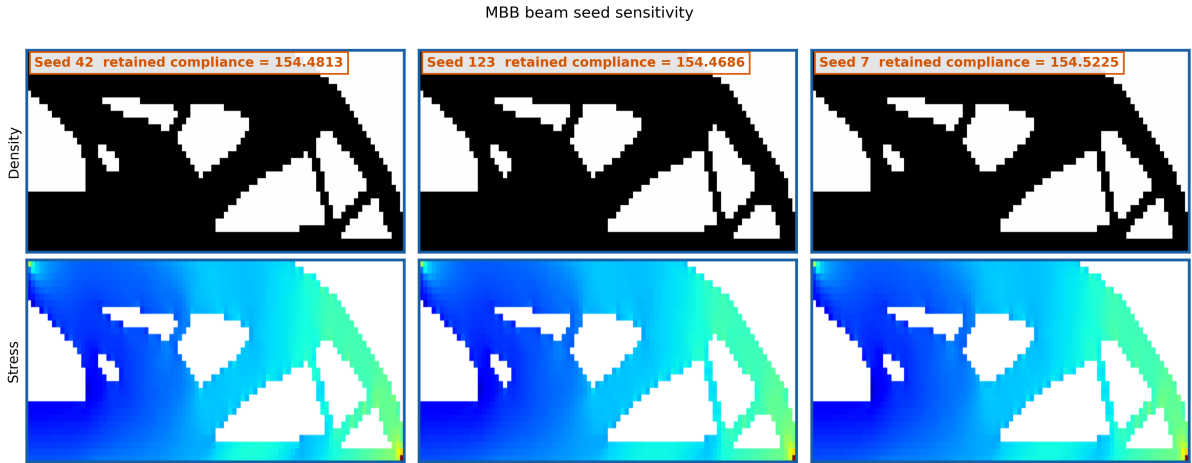 MBB beam seed sensitivity
Seed 42  retained compliance = 154.4813
Seed 123  retained compliance = 154.4686
Seed 7  retained compliance = 154.5225
Density
Stress